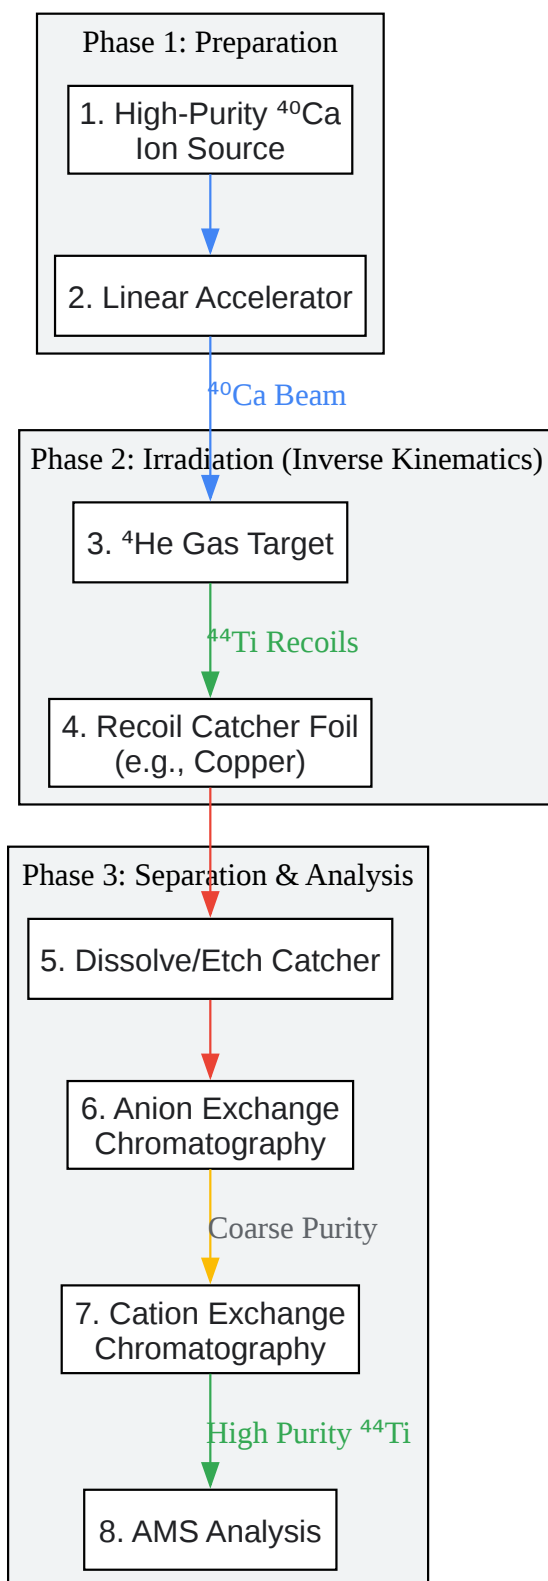 Phase 1: Preparation
1. High-Purity ⁴⁰Ca
Ion Source
2. Linear Accelerator
⁴⁰Ca Beam
Phase 2: Irradiation (Inverse Kinematics)
3. ⁴He Gas Target
⁴⁴Ti Recoils
4. Recoil Catcher Foil
(e.g., Copper)
Phase 3: Separation & Analysis
5. Dissolve/Etch Catcher
6. Anion Exchange
Chromatography
Coarse Purity
7. Cation Exchange
Chromatography
High Purity ⁴⁴Ti
8. AMS Analysis